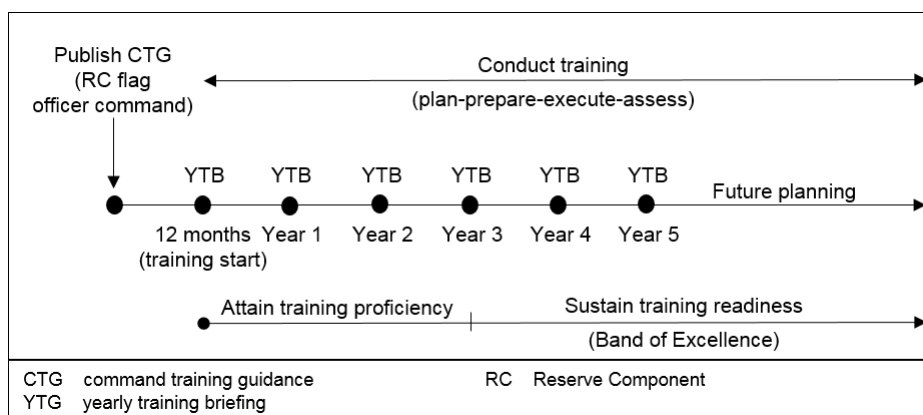 Publish CTG
(RC flag
officer command)
Conduct training
(plan-prepare-execute-assess)
YTB YTB YTB YTB YTB YTB
Future planning
12 months Year 1 Year 2 Year 3 Year 4 Year 5
(training start)
Attain training proficiency Sustain training readiness
(Band of Excellence)
CTG command training guidance RC Reserve Component
YTG yearly training briefing